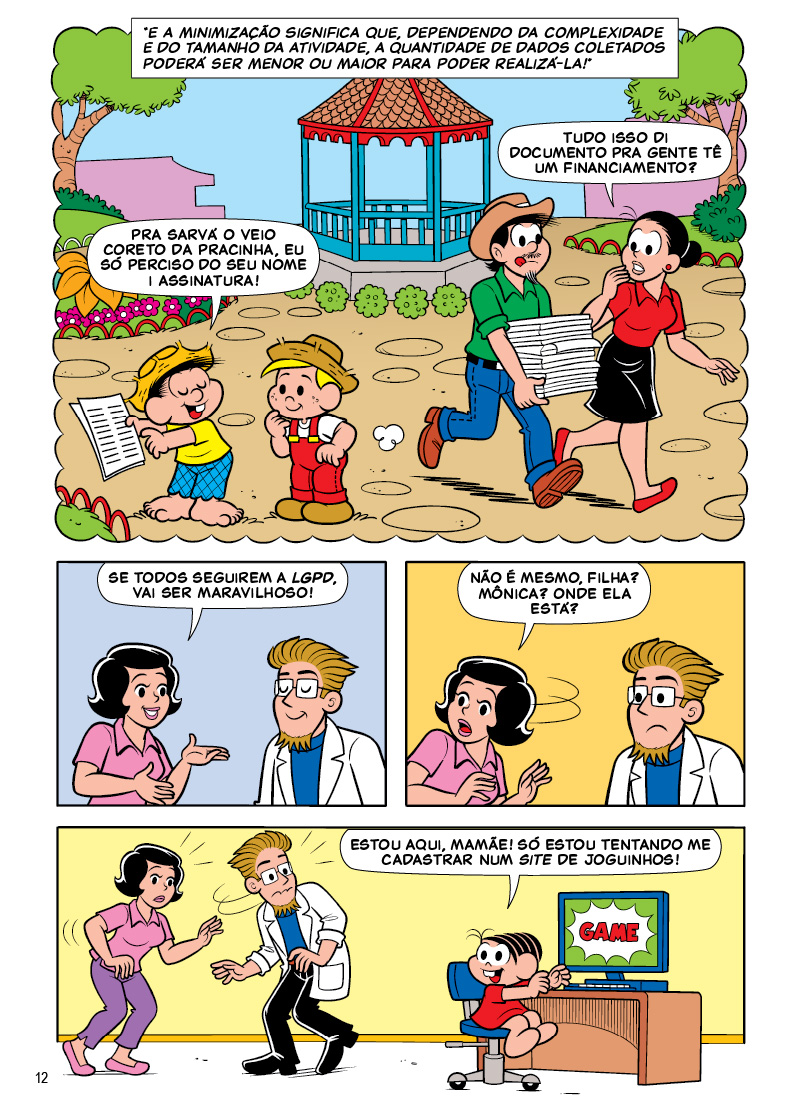 "E A MINIMIZAÇÃO SIGNIFICA QUE, DEPENDENDO DA COMPLEXIDADE
E DO TAMANHO DA ATIVIDADE, A QUANTIDADE DE DADOS COLETADOS
PODERÁ SER MENOR OU MAIOR PARA PODER REALIZÁ-LA!"
TUDO ISSO DI
DOCUMENTO PRA GENTE TÊ
UM FINANCIAMENTO?
PRA SARVÁ O VEIO
CORETO DA PRACINHA, EU
SÓ PERCISO DO SEU NOME
I ASSINATURA!
SE TODOS SEGUIREM A LGPD,
VAI SER MARAVILHOSO!
NÃO É MESMO, FILHA?
MÔNICA? ONDE ELA
ESTÁ?
ESTOU AQUI, MAMÃE! SÓ ESTOU TENTANDO ME
CADASTRAR NUM SITE DE JOGUINHOS!
GAME
12